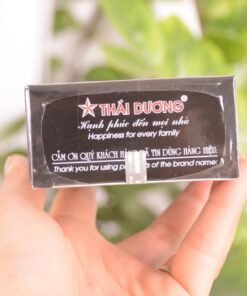 THÁI DƯƠNG®
Hạnh phúc đến mọi nhà
Happiness for every family
CẢM ƠN QUÝ KHÁCH HÀNG ĐÃ TIN DÙNG HÀNG HIỆU:
Thank you for using of the brand name: